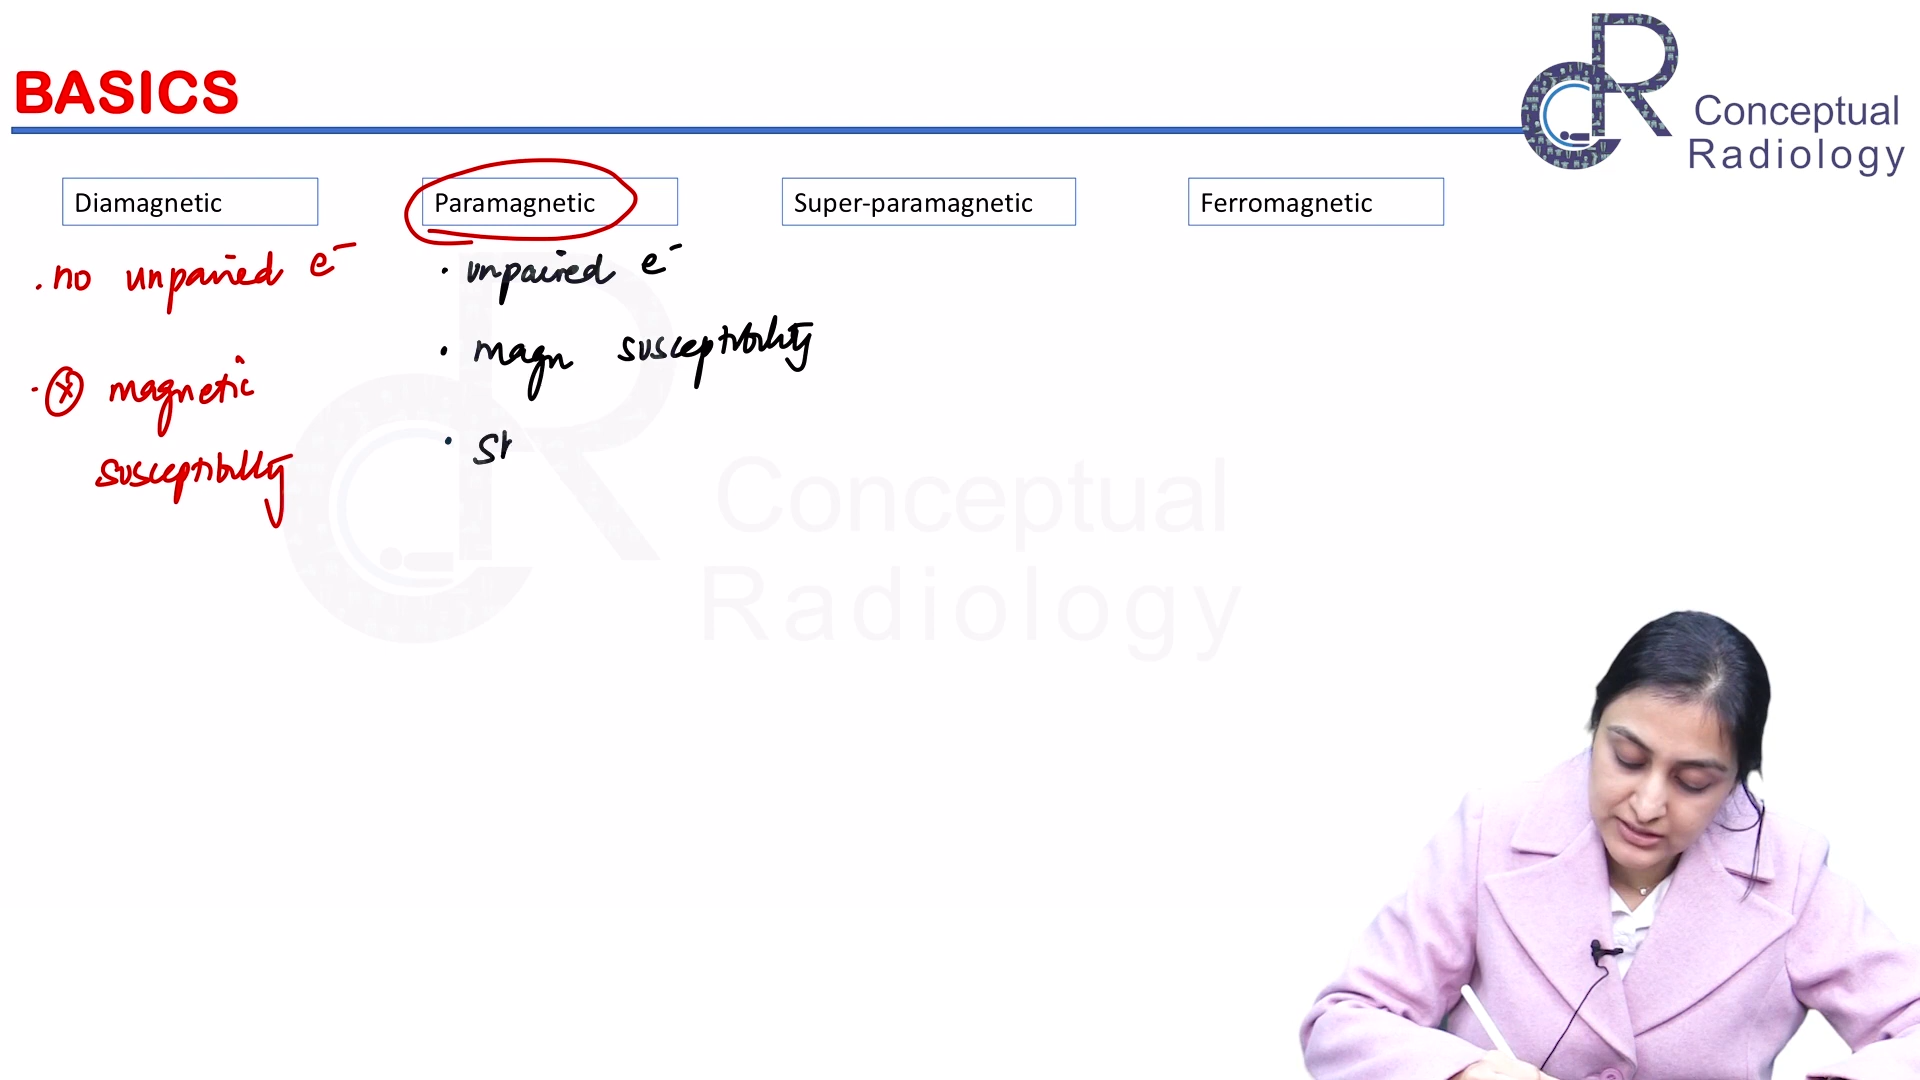 BASICS
Conceptual
Radiology
Diamagnetic
Paramagnetic
Super-paramagnetic
Ferromagnetic
. no unpaired e⁻
· ⓧ magnetic
susceptibility
· unpaired e⁻
· magn susceptibility
· St
Conceptual
Radiology